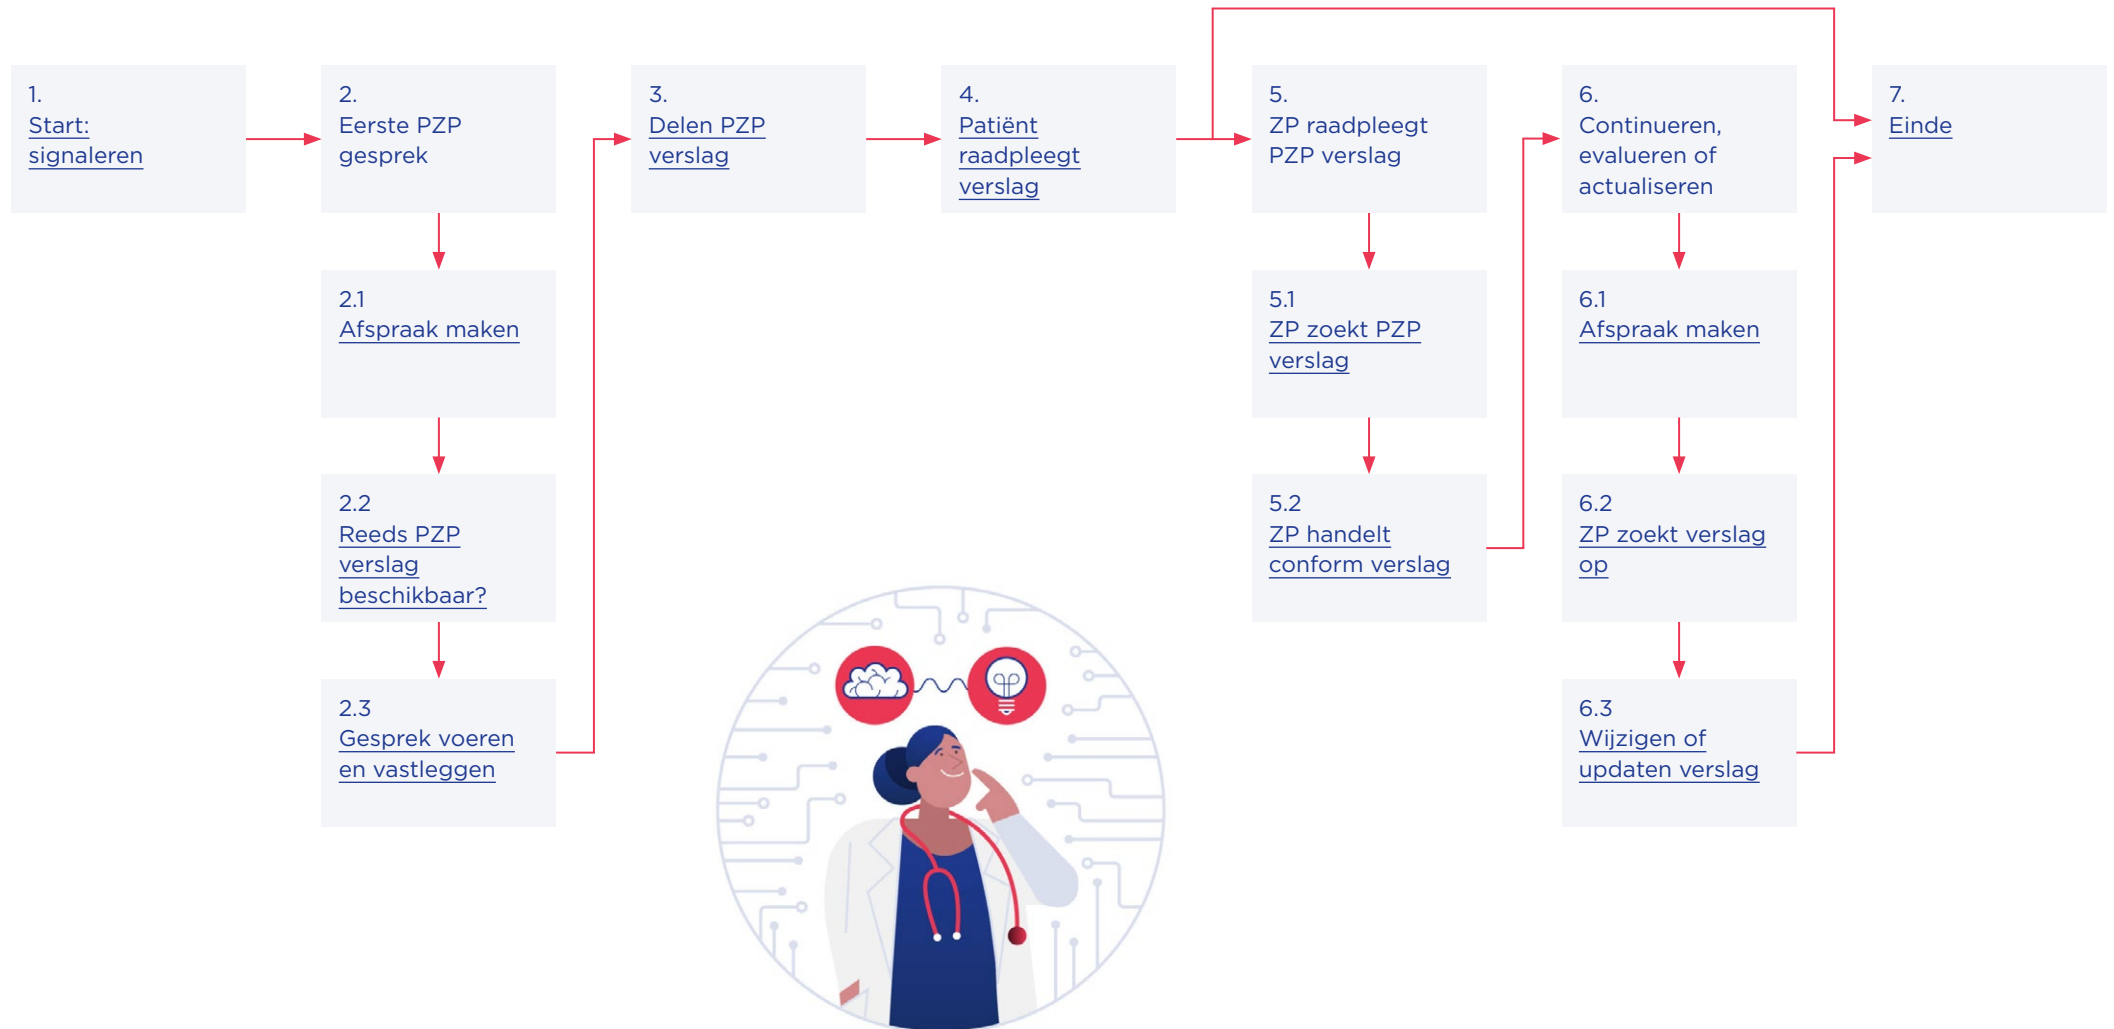 1.
Start:
signaleren
2.
Eerste PZP
gesprek
2.1
Afspraak maken
2.2
Reeds PZP
verslag
beschikbaar?
2.3
Gesprek voeren
en vastleggen
3.
Delen PZP
verslag
4.
Patiënt
raadpleegt
verslag
5.
ZP raadpleegt
PZP verslag
5.1
ZP zoekt PZP
verslag
5.2
ZP handelt
conform verslag
6.
Continueren,
evalueren of
actualiseren
6.1
Afspraak maken
6.2
ZP zoekt verslag
op
6.3
Wijzigen of
updaten verslag
7.
Einde